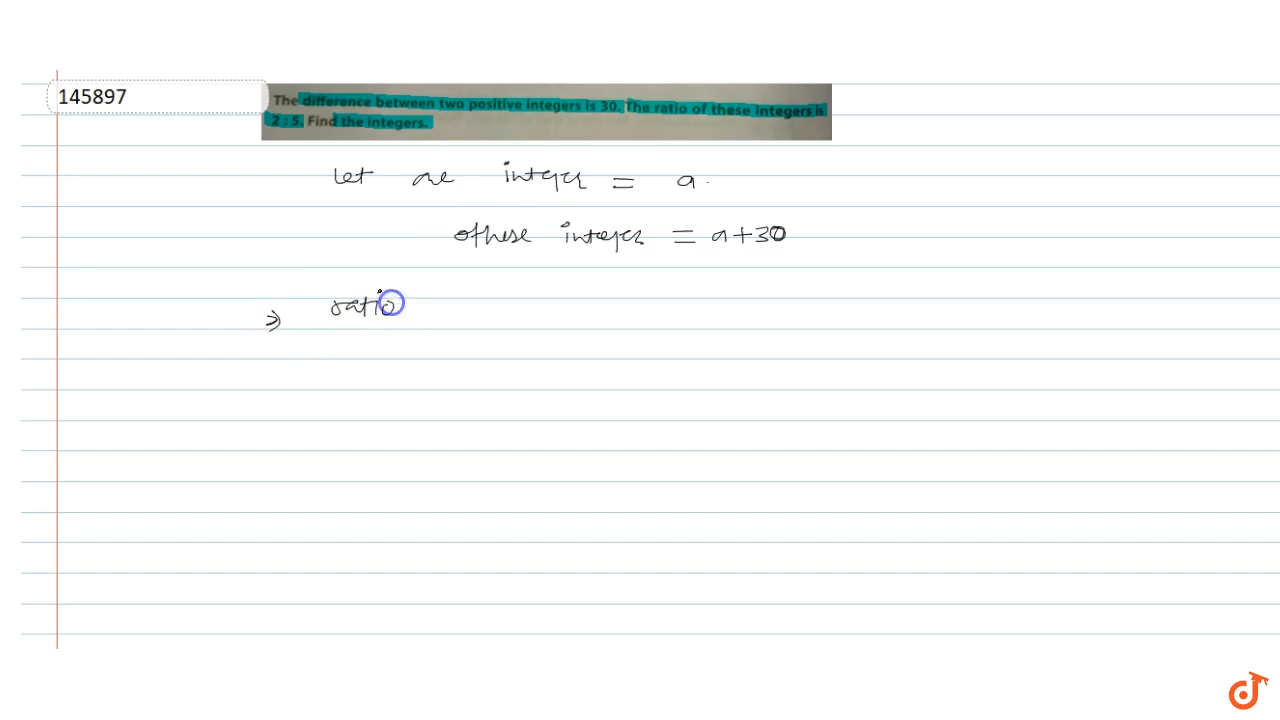 145897
The difference between two positive integers is 30. The ratio of these integers is
2 : 5. Find the integers.
Let one integer = a.
othese integer = a+30
⇒ ratio